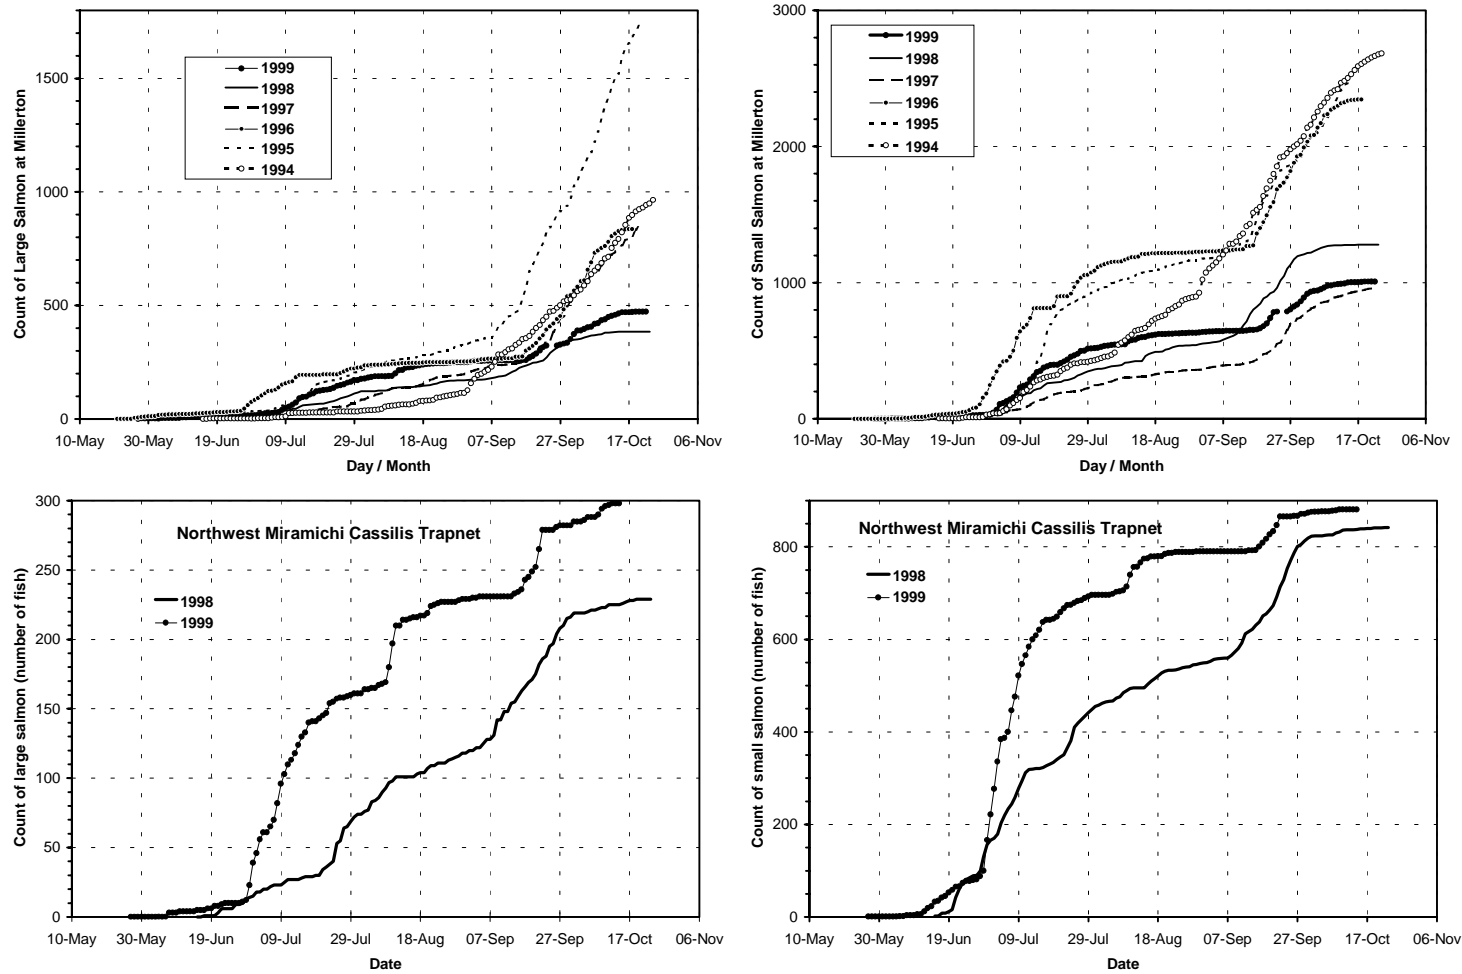 Count of Large Salmon at Millerton
1500
1000
500
0
1999
1998
1997
1996
1995
1994
10-May 30-May 19-Jun 09-Jul 29-Jul 18-Aug 07-Sep 27-Sep 17-Oct 06-Nov
Day / Month
Count of Small Salmon at Millerton
3000
2000
1000
0
1999
1998
1997
1996
1995
1994
10-May 30-May 19-Jun 09-Jul 29-Jul 18-Aug 07-Sep 27-Sep 17-Oct 06-Nov
Day / Month
Count of large salmon (number of fish)
300
250
200
150
100
50
0
Northwest Miramichi Cassilis Trapnet
1998
1999
10-May 30-May 19-Jun 09-Jul 29-Jul 18-Aug 07-Sep 27-Sep 17-Oct 06-Nov
Date
Count of small salmon (number of fish)
800
600
400
200
0
Northwest Miramichi Cassilis Trapnet
1998
1999
10-May 30-May 19-Jun 09-Jul 29-Jul 18-Aug 07-Sep 27-Sep 17-Oct 06-Nov
Date